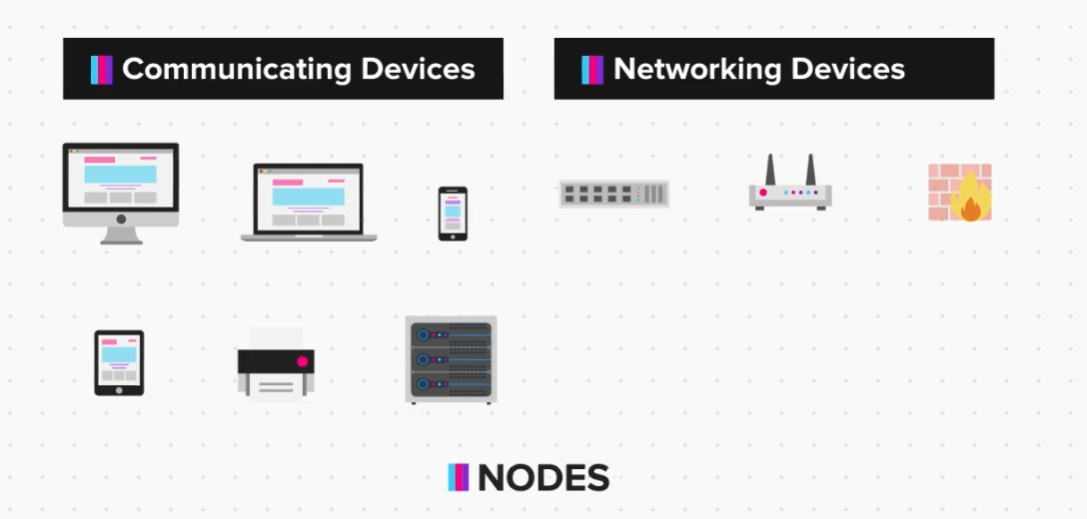 Communicating Devices
Networking Devices
NODES